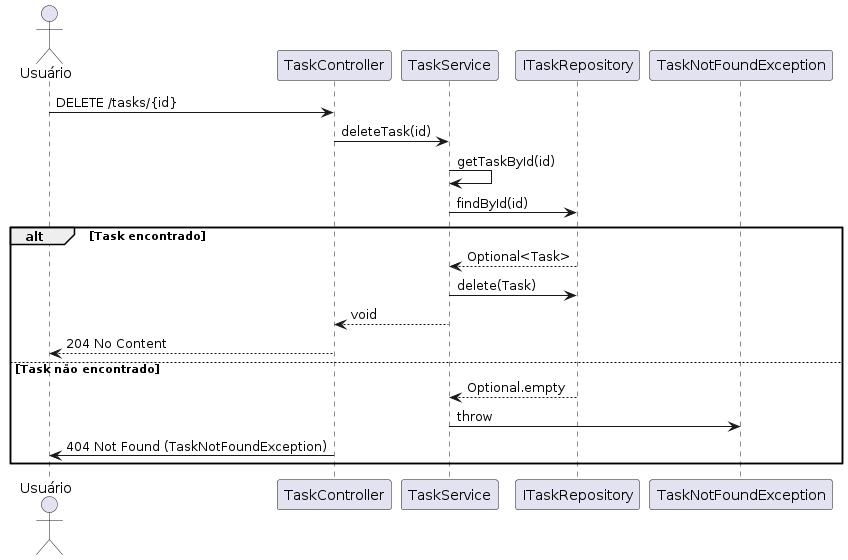 Usuário
TaskController
TaskService
ITaskRepository
TaskNotFoundException
DELETE /tasks/{id}
deleteTask(id)
getTaskById(id)
findById(id)
alt
[Task encontrado]
Optional<Task>
delete(Task)
void
204 No Content
[Task não encontrado]
Optional.empty
throw
404 Not Found (TaskNotFoundException)
Usuário
TaskController
TaskService
ITaskRepository
TaskNotFoundException